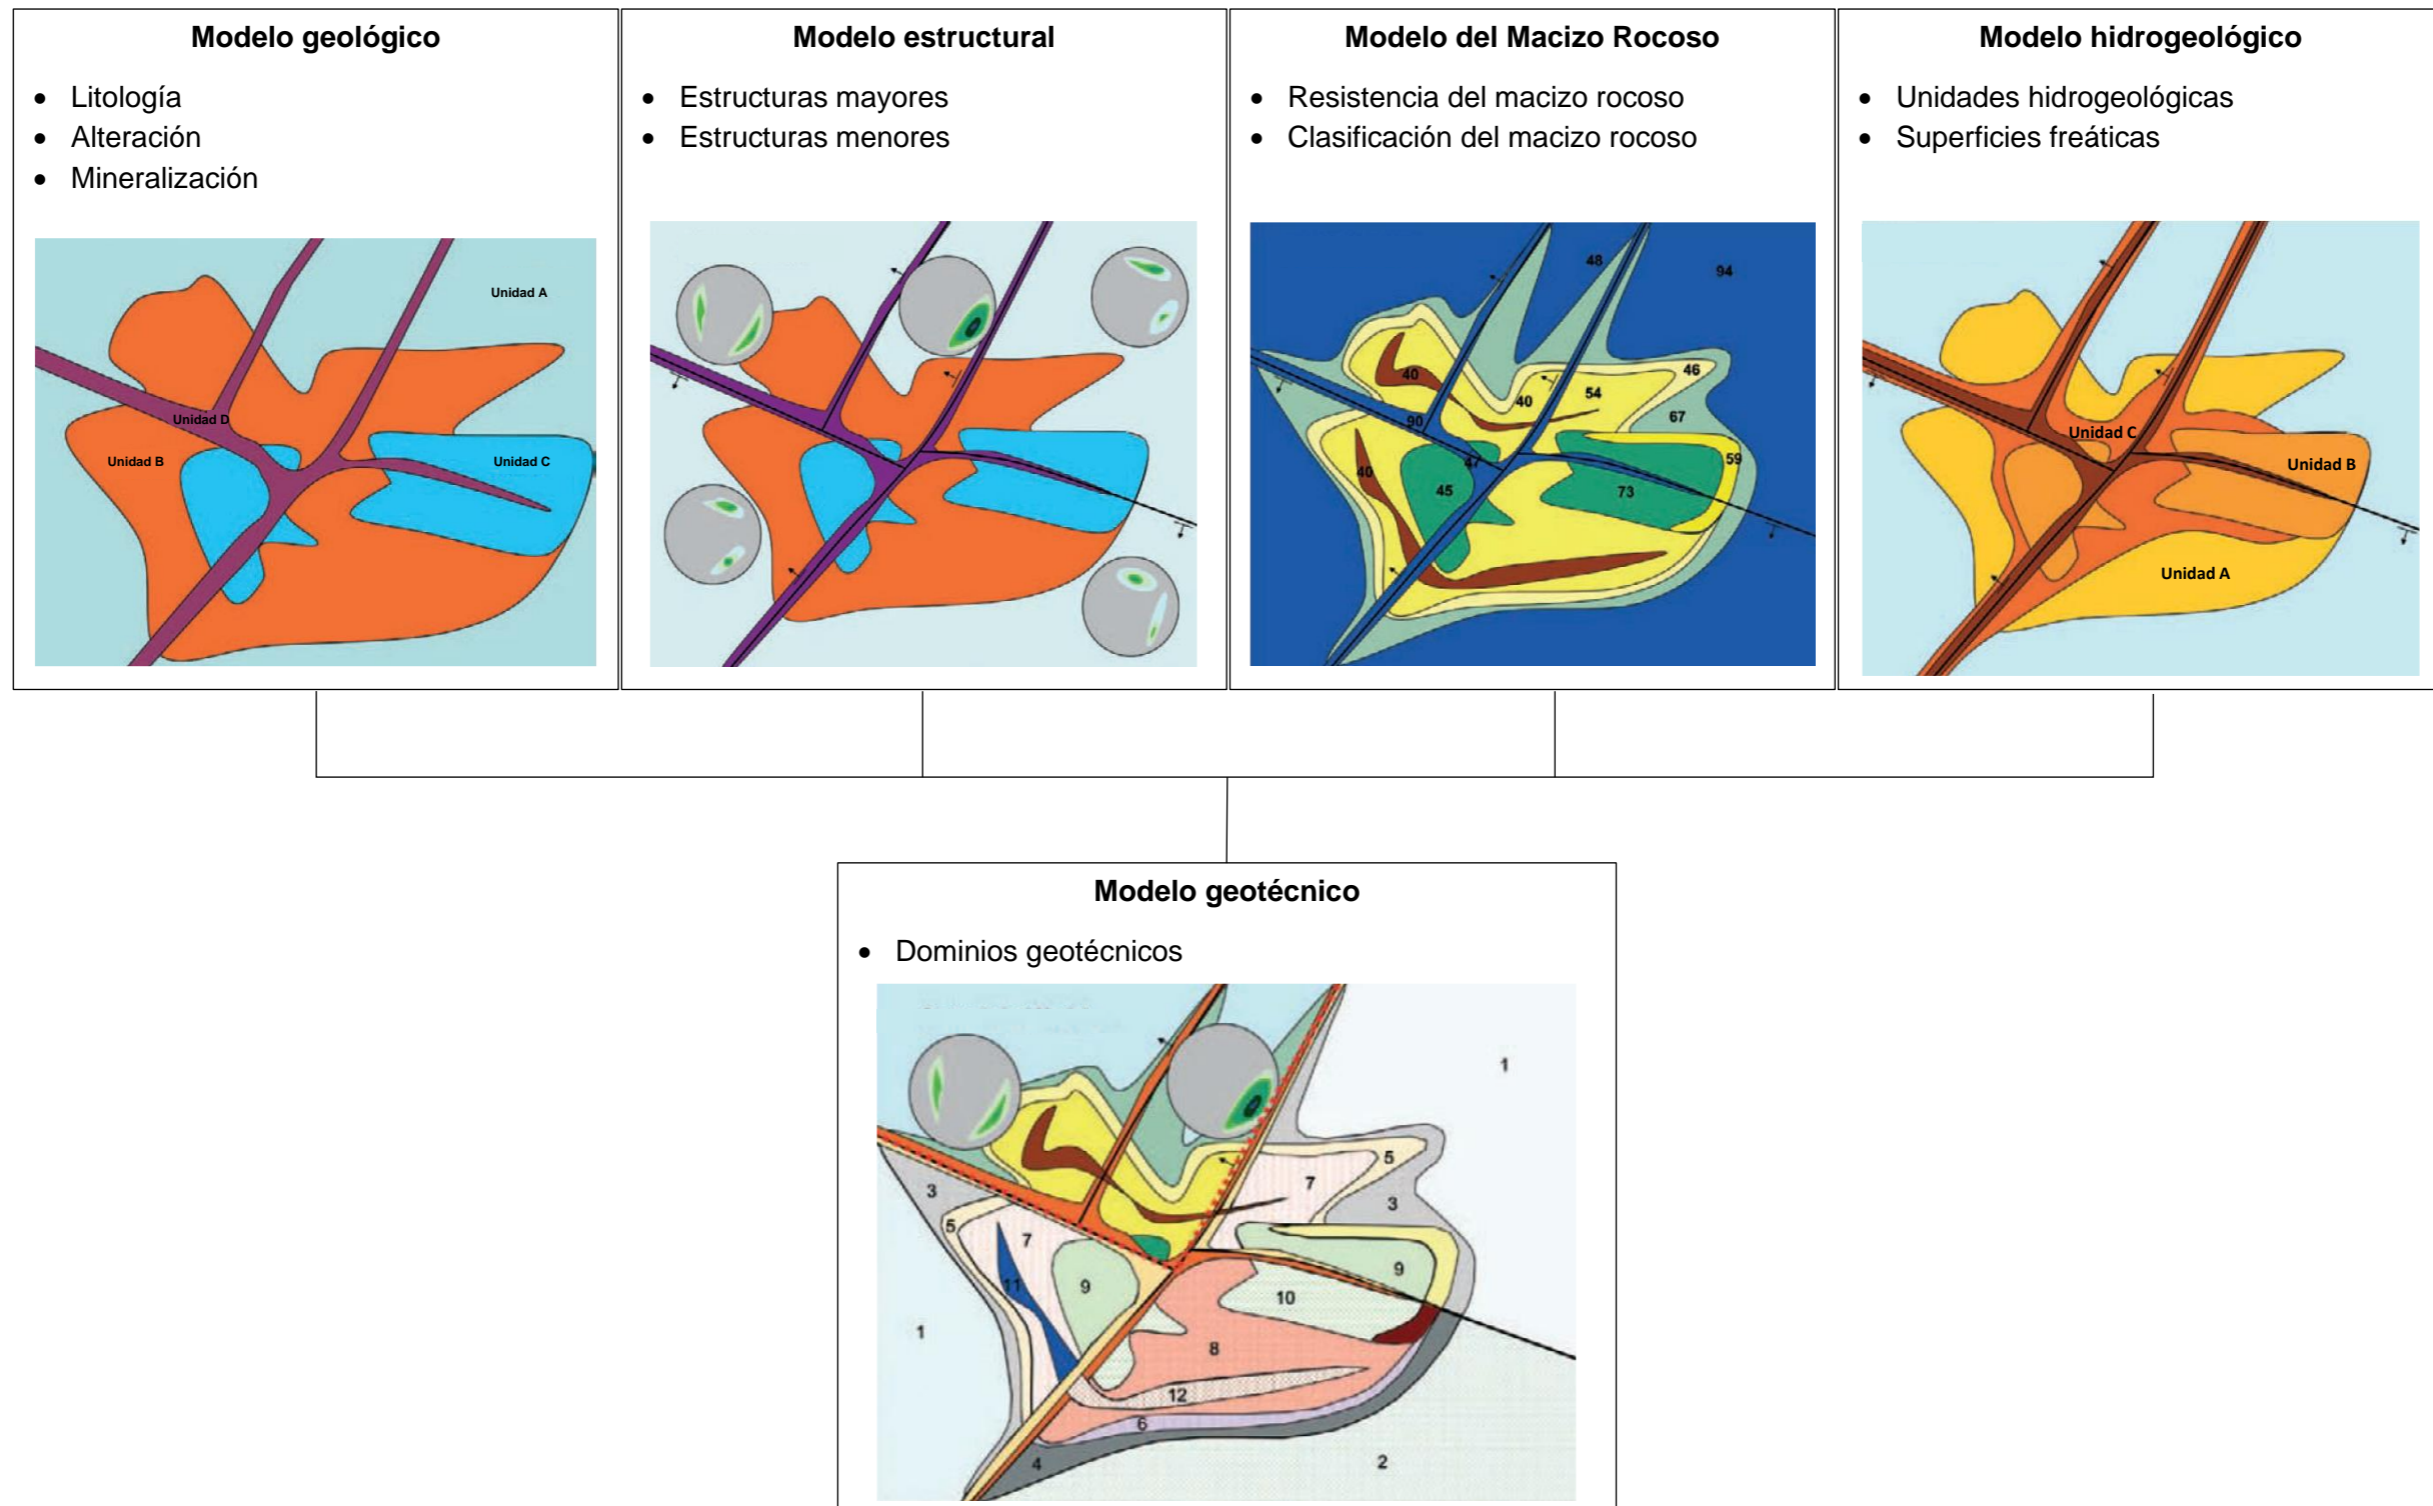 Modelo geológico
• Litología
• Alteración
• Mineralización
Unidad A
Unidad D
Unidad B
Unidad C
Modelo estructural
• Estructuras mayores
• Estructuras menores
Modelo del Macizo Rocoso
• Resistencia del macizo rocoso
• Clasificación del macizo rocoso
48
94
40
46
54
40
67
90
47
59
40
45
73
Modelo hidrogeológico
• Unidades hidrogeológicas
• Superficies freáticas
Unidad C
Unidad B
Unidad A
Modelo geotécnico
• Dominios geotécnicos
1
5
7
3
3
5
7
9
11
9
10
1
8
12
6
4
2